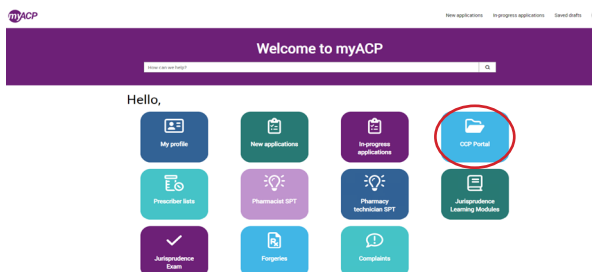 myACP
New applications In-progress applications Saved drafts
Welcome to myACP
How can we help?
Hello,
My profile
New applications
In-progress
applications
CCP Portal
Prescriber lists
Pharmacist SPT
Pharmacy
technician SPT
Jurisprudence
Learning Modules
Jurisprudence
Exam
Forgeries
Complaints